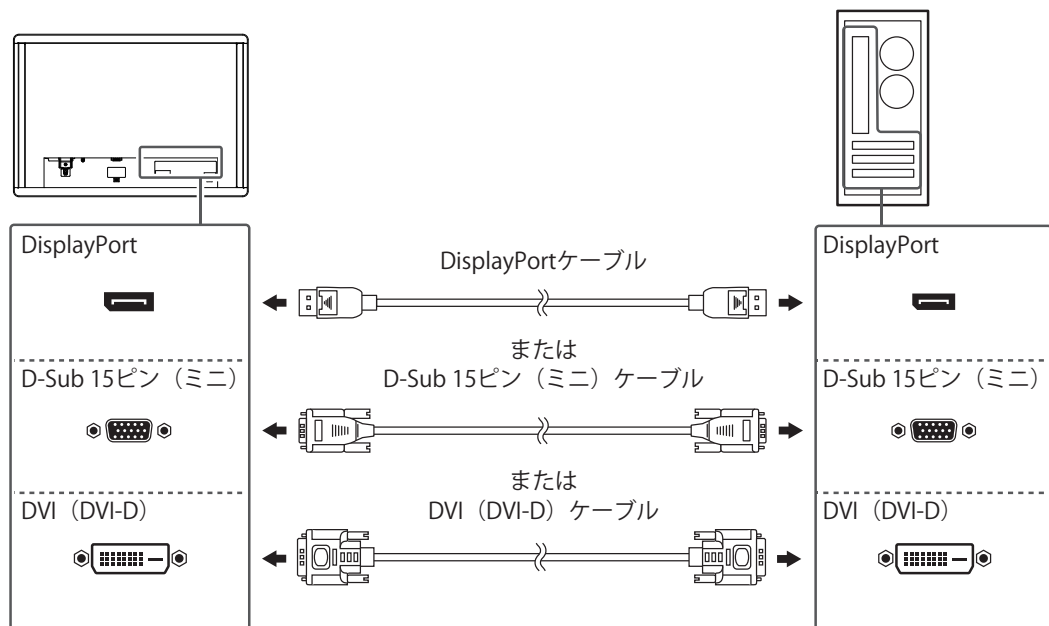 DisplayPort
DisplayPortケーブル
DisplayPort
または
D-Sub 15ピン（ミニ）
D-Sub 15ピン（ミニ）ケーブル
D-Sub 15ピン（ミニ）
または
DVI（DVI-D）
DVI（DVI-D）ケーブル
DVI（DVI-D）